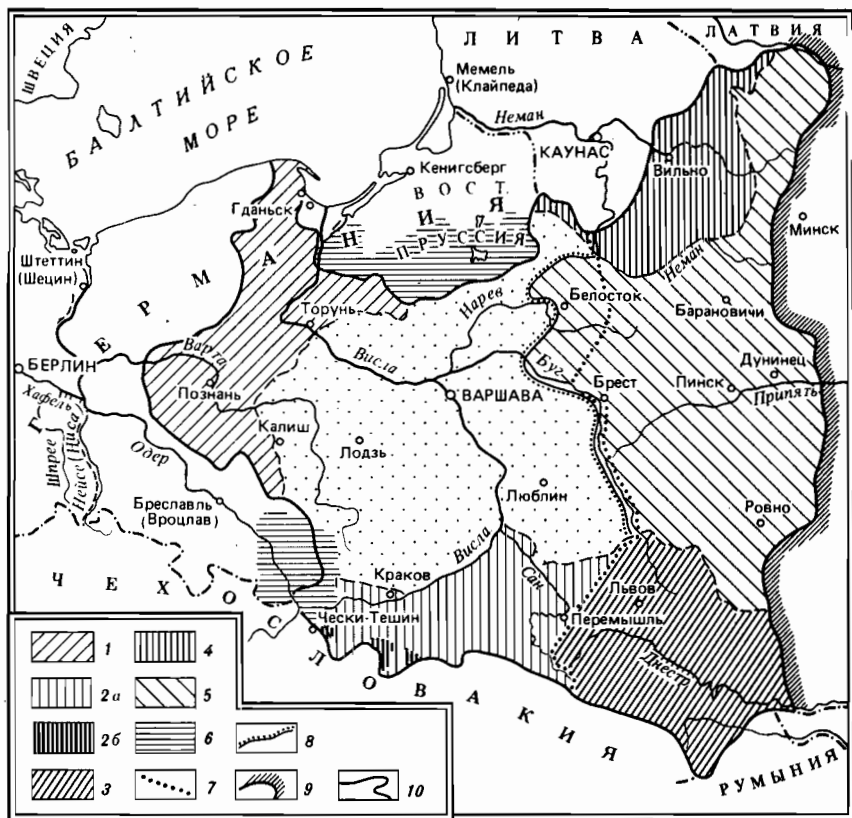 ШВЕЦИЯ
БАЛТИЙСКОЕ
МОРЕ
ЛИТВА
ЛАТВИЯ
Мемель
(Клайпеда)
Неман
КАУНАС
Вильно
Кенигсберг
ВОСТ.
ПРУССИЯ
17
Гданьск
Минск
Штеттин
(Шецин)
ГЕРМАНИЯ
Неман
Торунь
Нарев
Белосток
Барановичи
БЕРЛИН
Варта
Висла
Буг
Дунинец
Хафель
Познань
ВАРШАВА
Брест
Пинск
Припять
Шпрее
Нейсе (Ниса)
Одер
Калиш
Лодзь
Люблин
Бреславль
(Вроцлав)
Ровно
Висла
Сан
Краков
Львов
Чески-Тешин
Перемышль
Днестр
ЧЕХОСЛОВАКИЯ
РУМЫНИЯ
1 4
2а 5
2б 6 8
3 7 9 10